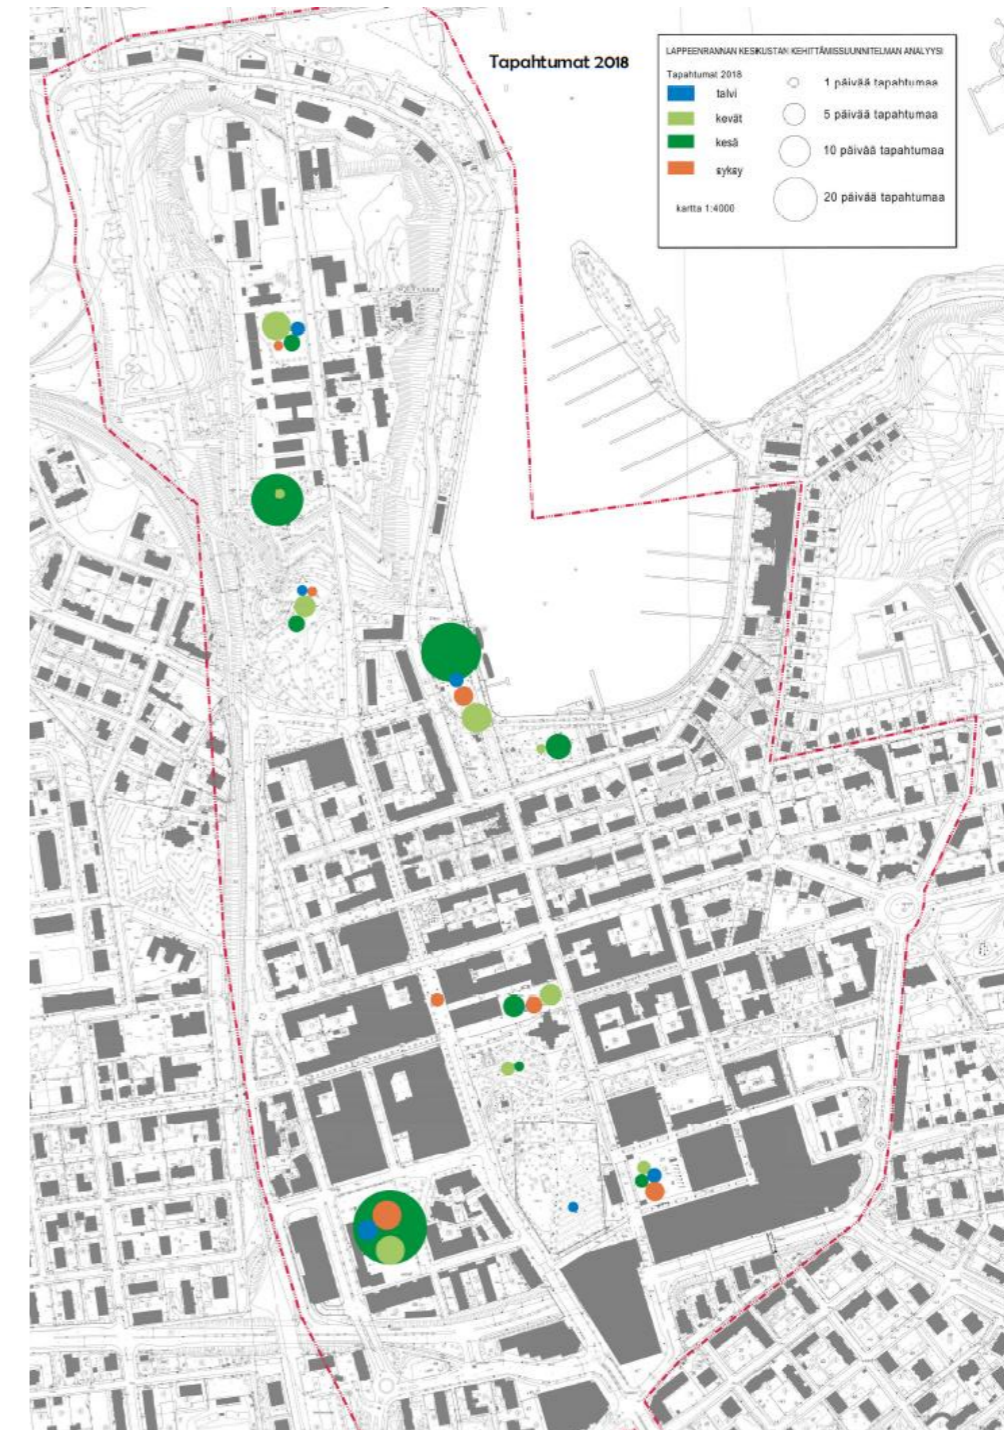 Tapahtumat 2018
LAPPEENRANNAN KESKUSTAN KEHITTÄMISSUUNNITELMAN ANALYYSI
Tapahtumat 2018
talvi
kevät
kesä
syksy
kartta 1:4000
1 päivää tapahtumaa
5 päivää tapahtumaa
10 päivää tapahtumaa
20 päivää tapahtumaa